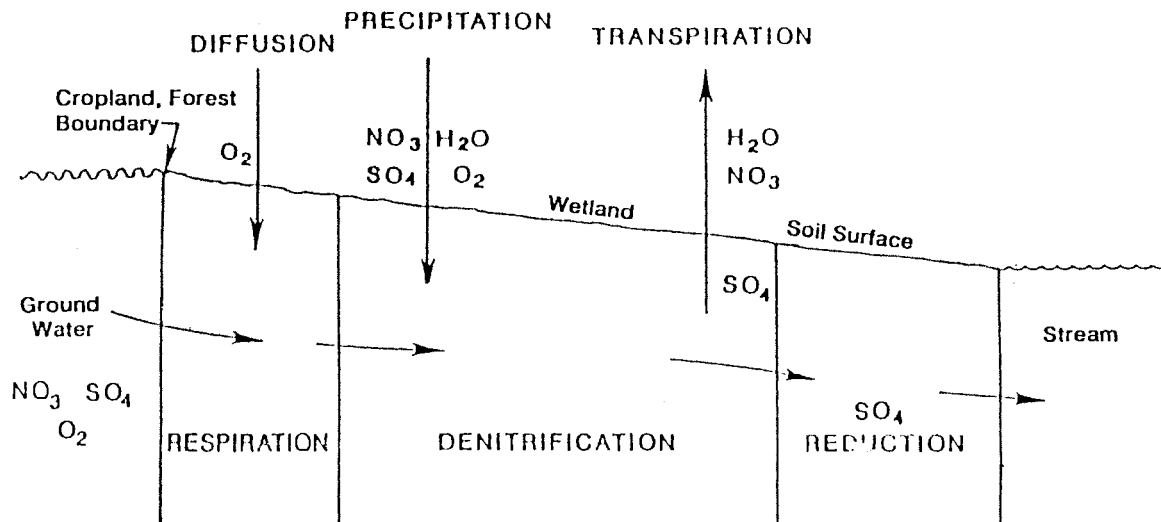 PRECIPITATION
DIFFUSION
TRANSPIRATION
Cropland, Forest
Boundary
O₂
NO₃ H₂O
SO₄ O₂
H₂O
NO₃
Wetland
Soil Surface
SO₄
Ground
Water
Stream
NO₃ SO₄
O₂
RESPIRATION
DENITRIFICATION
SO₄
REDUCTION